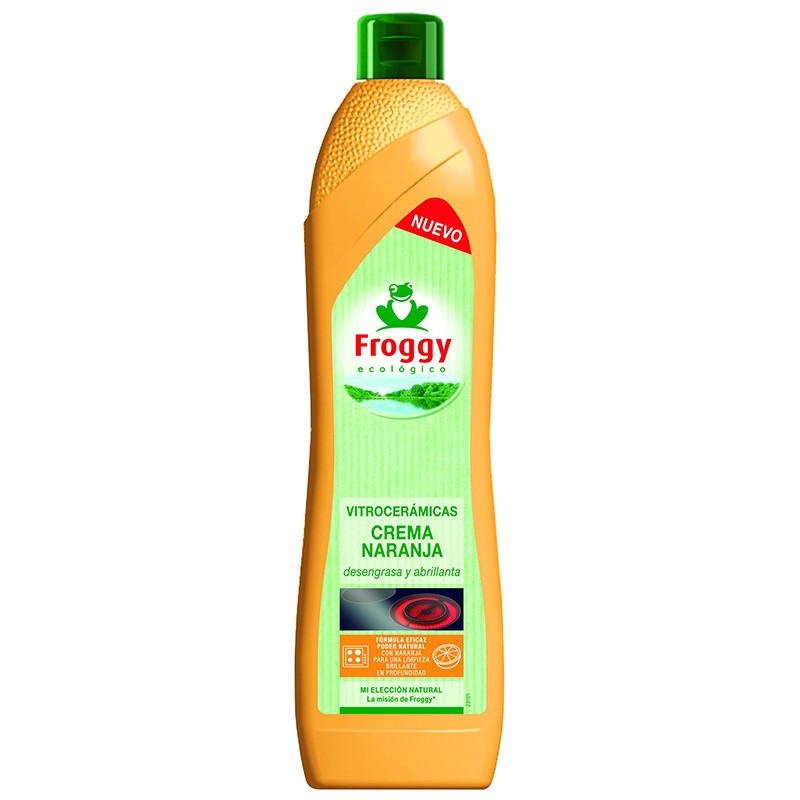 NUEVO
Froggy
ecológico
VITROCERÁMICAS
CREMA
NARANJA
desengrasa y abrillanta
FÓRMULA EFICAZ
PODER NATURAL
CON NARANJA
PARA UNA LIMPIEZA
BRILLANTE
EN PROFUNDIDAD
MI ELECCIÓN NATURAL
La misión de Froggy*